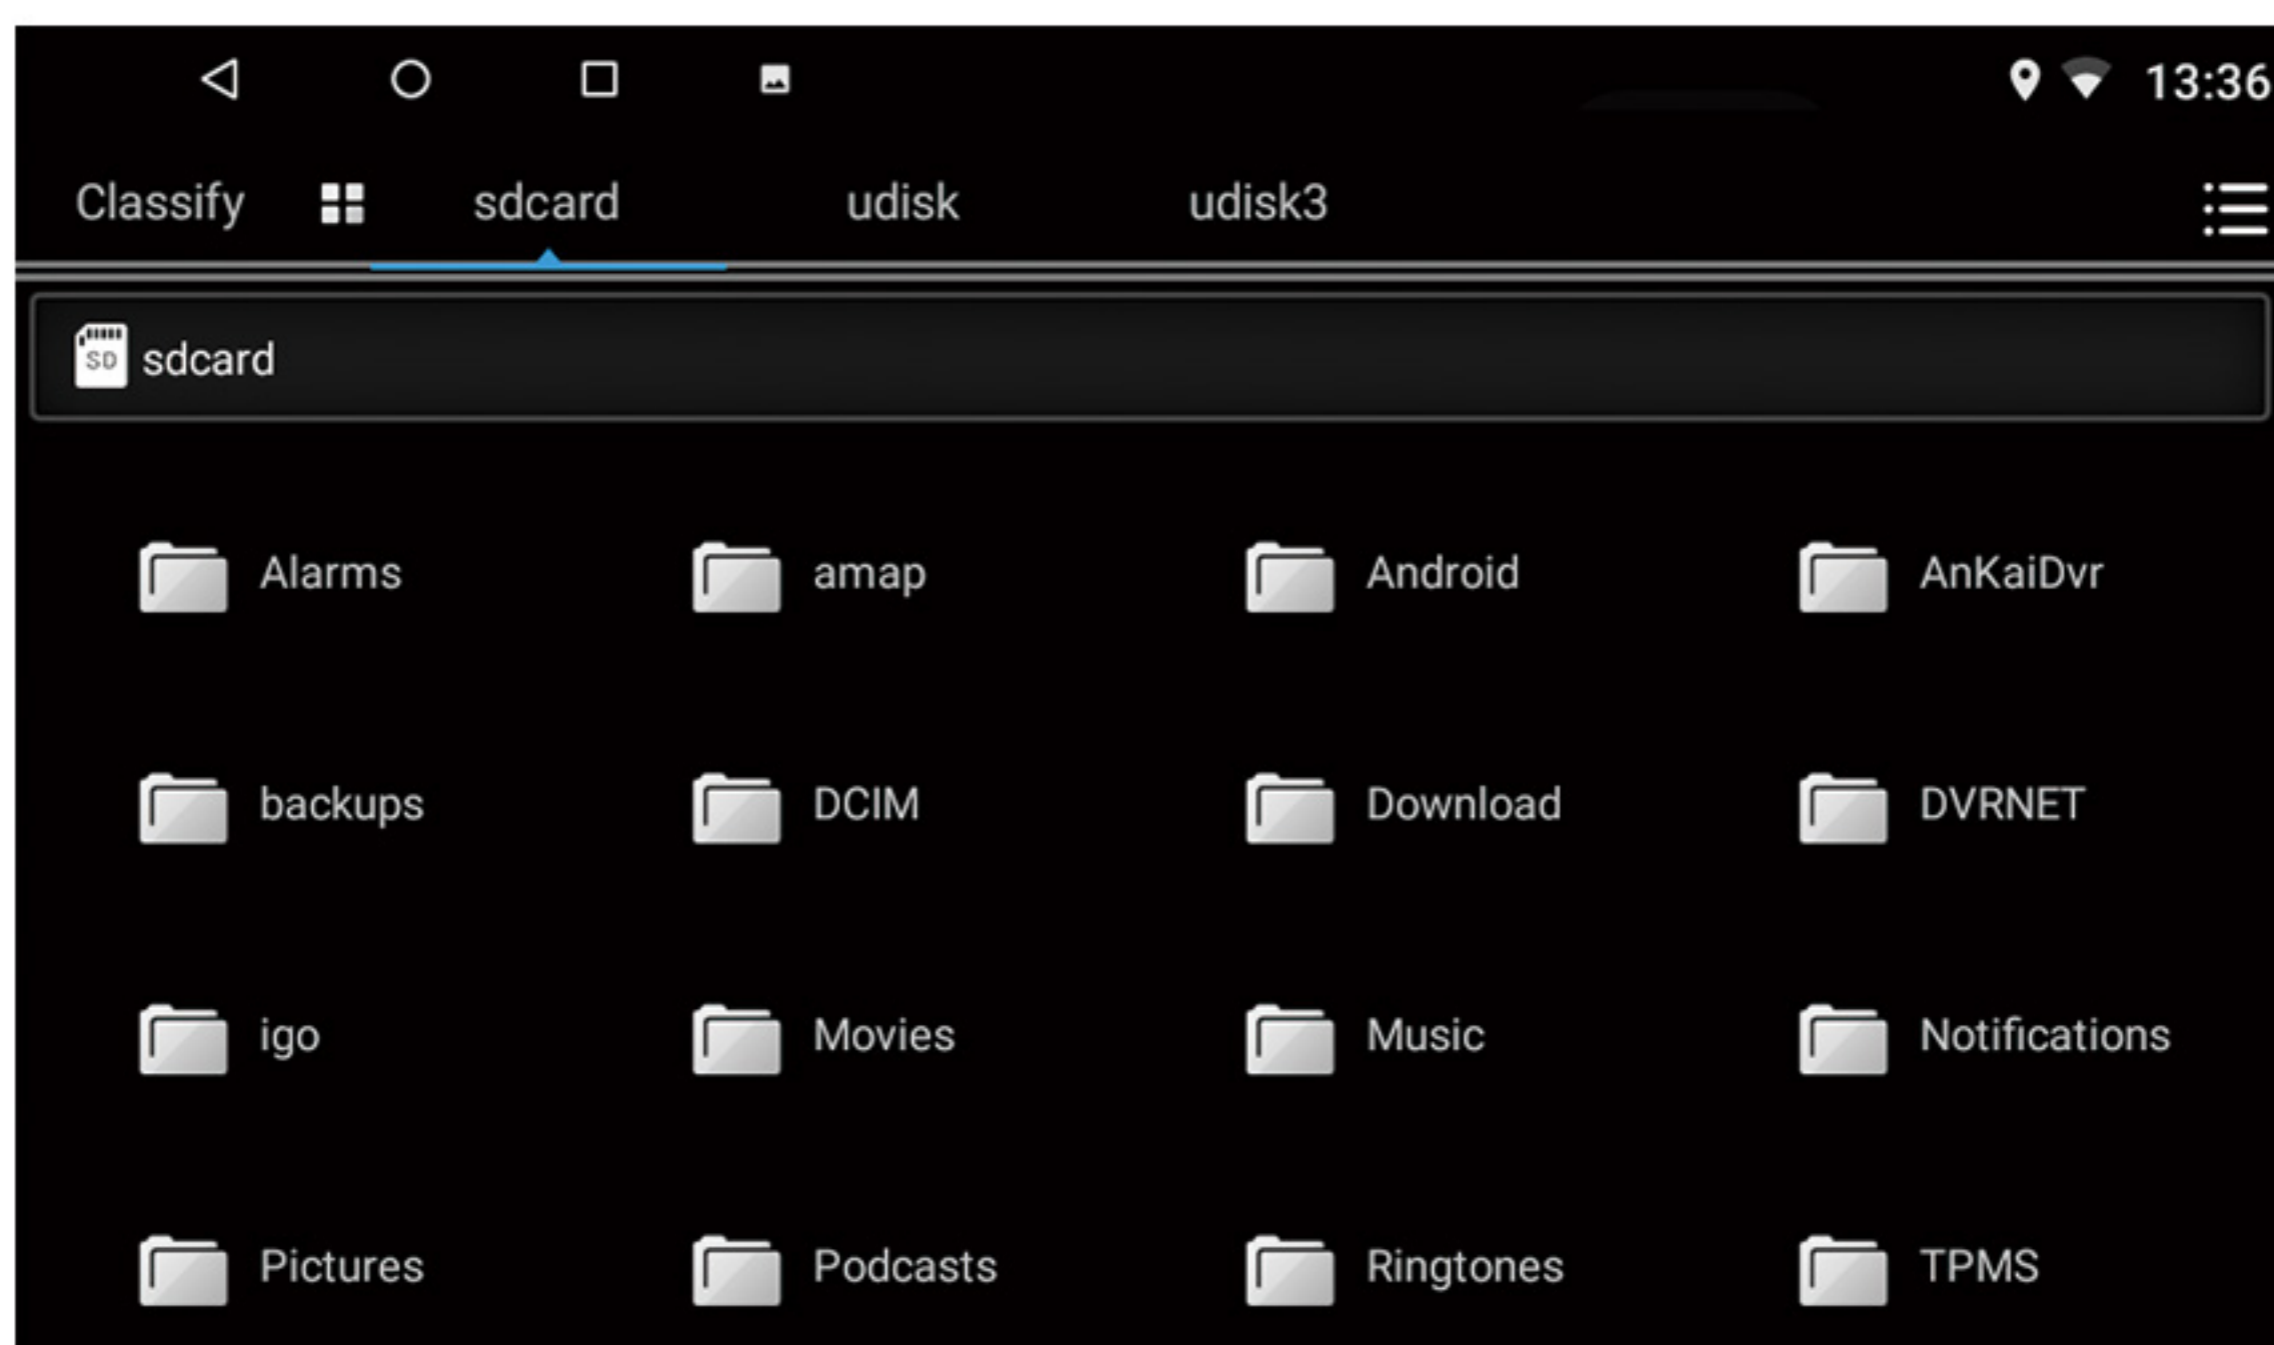 13:36
Classify sdcard udisk udisk3
SD sdcard
Alarms amap Android AnKaiDvr
backups DCIM Download DVRNET
igo Movies Music Notifications
Pictures Podcasts Ringtones TPMS